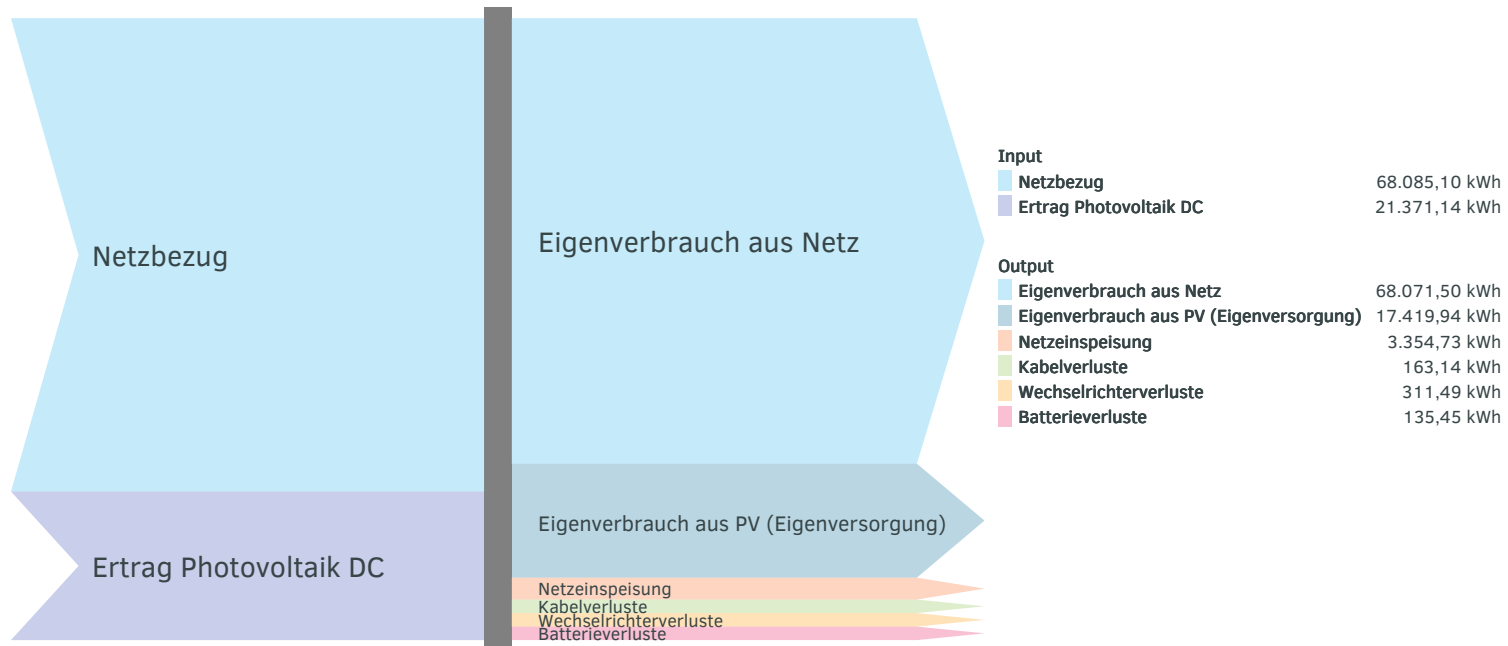 Netzbezug
Ertrag Photovoltaik DC
Eigenverbrauch aus Netz
Eigenverbrauch aus PV (Eigenversorgung)
Netzeinspeisung
Kabelverluste
Wechselrichterverluste
Batterieverluste
Input
Netzbezug 68.085,10 kWh
Ertrag Photovoltaik DC 21.371,14 kWh
Output
Eigenverbrauch aus Netz 68.071,50 kWh
Eigenverbrauch aus PV (Eigenversorgung) 17.419,94 kWh
Netzeinspeisung 3.354,73 kWh
Kabelverluste 163,14 kWh
Wechselrichterverluste 311,49 kWh
Batterieverluste 135,45 kWh